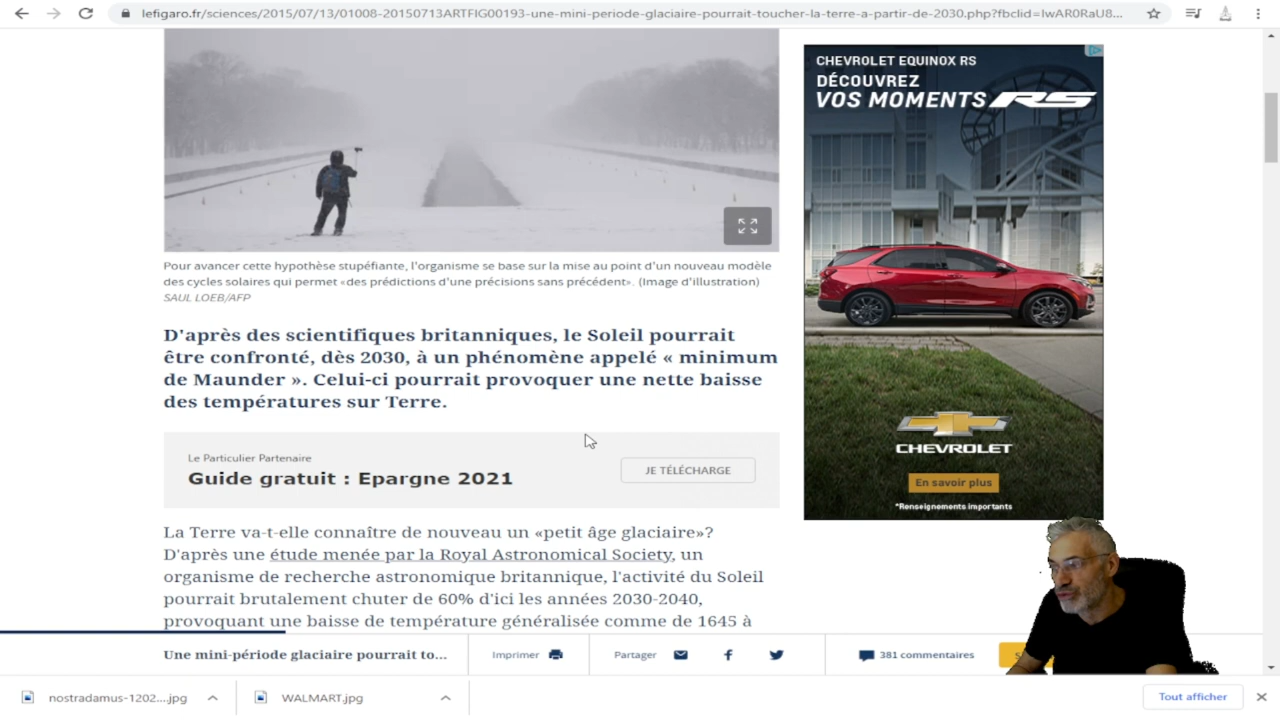 lefigaro.fr/sciences/2015/07/13/01008-20150713ARTFIG00193-une-mini-periode-glaciaire-pourrait-toucher-la-terre-a-partir-de-2030.php?fbclid=IwAR0RaU8...
CHEVROLET EQUINOX RS
DÉCOUVREZ
VOS MOMENTS RS
Pour avancer cette hypothèse stupéfiante, l'organisme se base sur la mise au point d'un nouveau modèle
des cycles solaires qui permet «des prédictions d'une précisions sans précédent». (Image d'illustration)
SAUL LOEB/AFP
D'après des scientifiques britanniques, le Soleil pourrait
être confronté, dès 2030, à un phénomène appelé « minimum
de Maunder ». Celui-ci pourrait provoquer une nette baisse
des températures sur Terre.
Le Particulier Partenaire
Guide gratuit : Epargne 2021
JE TÉLÉCHARGE
CHEVROLET
En savoir plus
*Renseignements importants
La Terre va-t-elle connaître de nouveau un «petit âge glaciaire»?
D'après une étude menée par la Royal Astronomical Society, un
organisme de recherche astronomique britannique, l'activité du Soleil
pourrait brutalement chuter de 60% d'ici les années 2030-2040,
provoquant une baisse de température généralisée comme de 1645 à
Une mini-période glaciaire pourrait to...
Imprimer
Partager
381 commentaires
nostradamus-1202....jpg
WALMART.jpg
Tout afficher